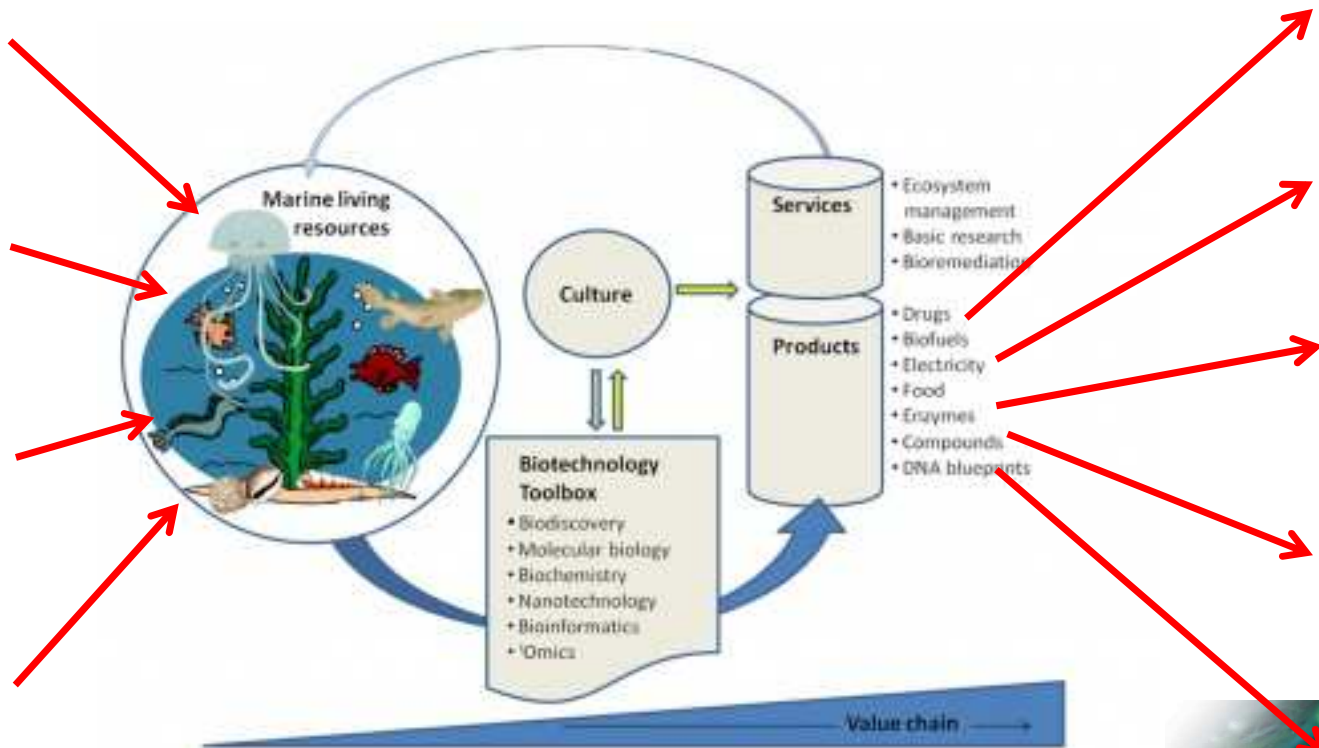 Marine living
resources
Culture
Biotechnology
Toolbox
• Biodiscovery
• Molecular biology
• Biochemistry
• Nanotechnology
• Bioinformatics
• 'Omics
Services
• Ecosystem
management
• Basic research
• Bioremediation
Products
• Drugs
• Biofuels
• Electricity
• Food
• Enzymes
• Compounds
• DNA blueprints
Value chain